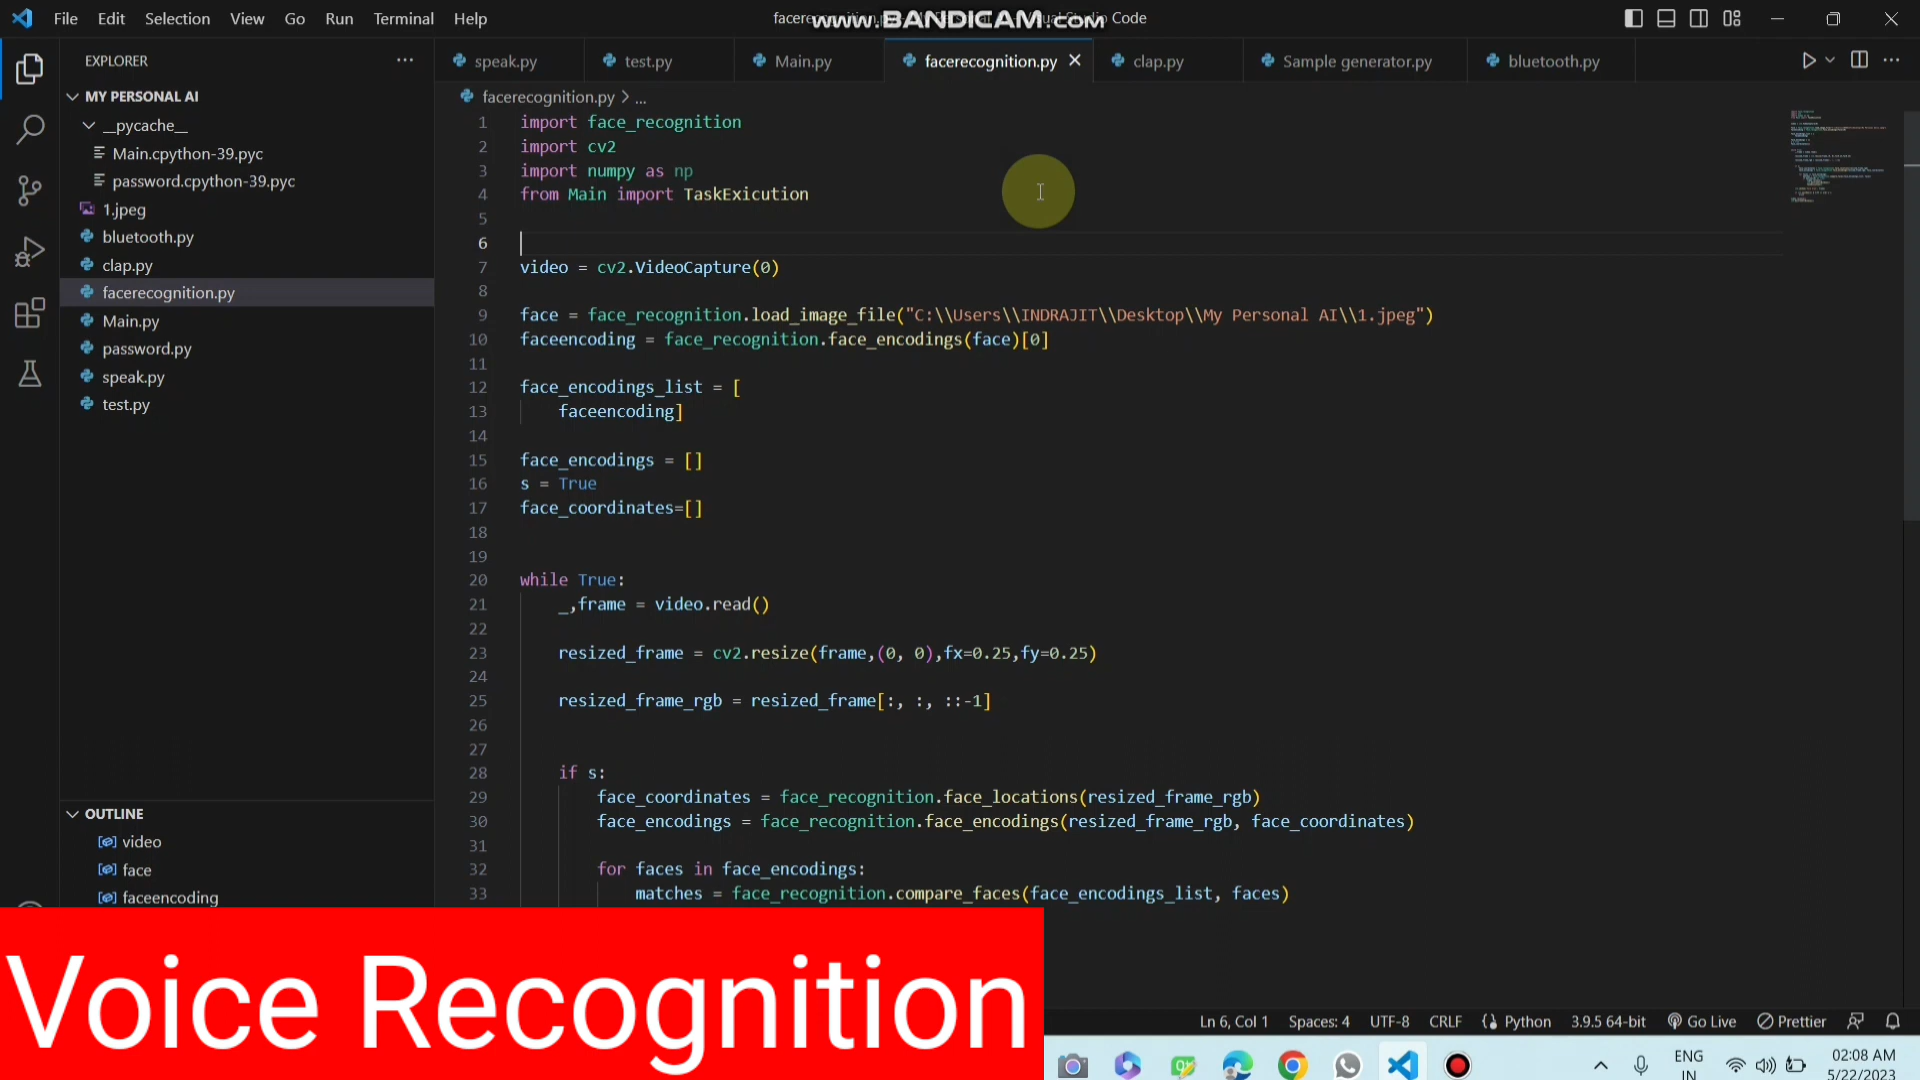 File Edit Selection View Go Run Terminal Help
www.BANDICAM.com
Code
EXPLORER
speak.py
test.py
Main.py
facerecognition.py
clap.py
Sample generator.py
bluetooth.py
MY PERSONAL AI
__pycache__
Main.cpython-39.pyc
password.cpython-39.pyc
1.jpeg
bluetooth.py
clap.py
facerecognition.py
Main.py
password.py
speak.py
test.py
OUTLINE
video
face
faceencoding
facerecognition.py > ...
1 import face_recognition
2 import cv2
3 import numpy as np
4 from Main import TaskExicution
5
6
7 video = cv2.VideoCapture(0)
8
9 face = face_recognition.load_image_file("C:\\Users\\INDRAJIT\\Desktop\\My Personal AI\\1.jpeg")
10 faceencoding = face_recognition.face_encodings(face)[0]
11
12 face_encodings_list = [
13 faceencoding]
14
15 face_encodings = []
16 s = True
17 face_coordinates=[]
18
19
20 while True:
21 _,frame = video.read()
22
23 resized_frame = cv2.resize(frame,(0, 0),fx=0.25,fy=0.25)
24
25 resized_frame_rgb = resized_frame[:, :, ::-1]
26
27
28 if s:
29 face_coordinates = face_recognition.face_locations(resized_frame_rgb)
30 face_encodings = face_recognition.face_encodings(resized_frame_rgb, face_coordinates)
31
32 for faces in face_encodings:
33 matches = face_recognition.compare_faces(face_encodings_list, faces)
Voice Recognition
Ln 6, Col 1 Spaces: 4 UTF-8 CRLF Python 3.9.5 64-bit Go Live Prettier
ENG
IN
02:08 AM
5/22/2023